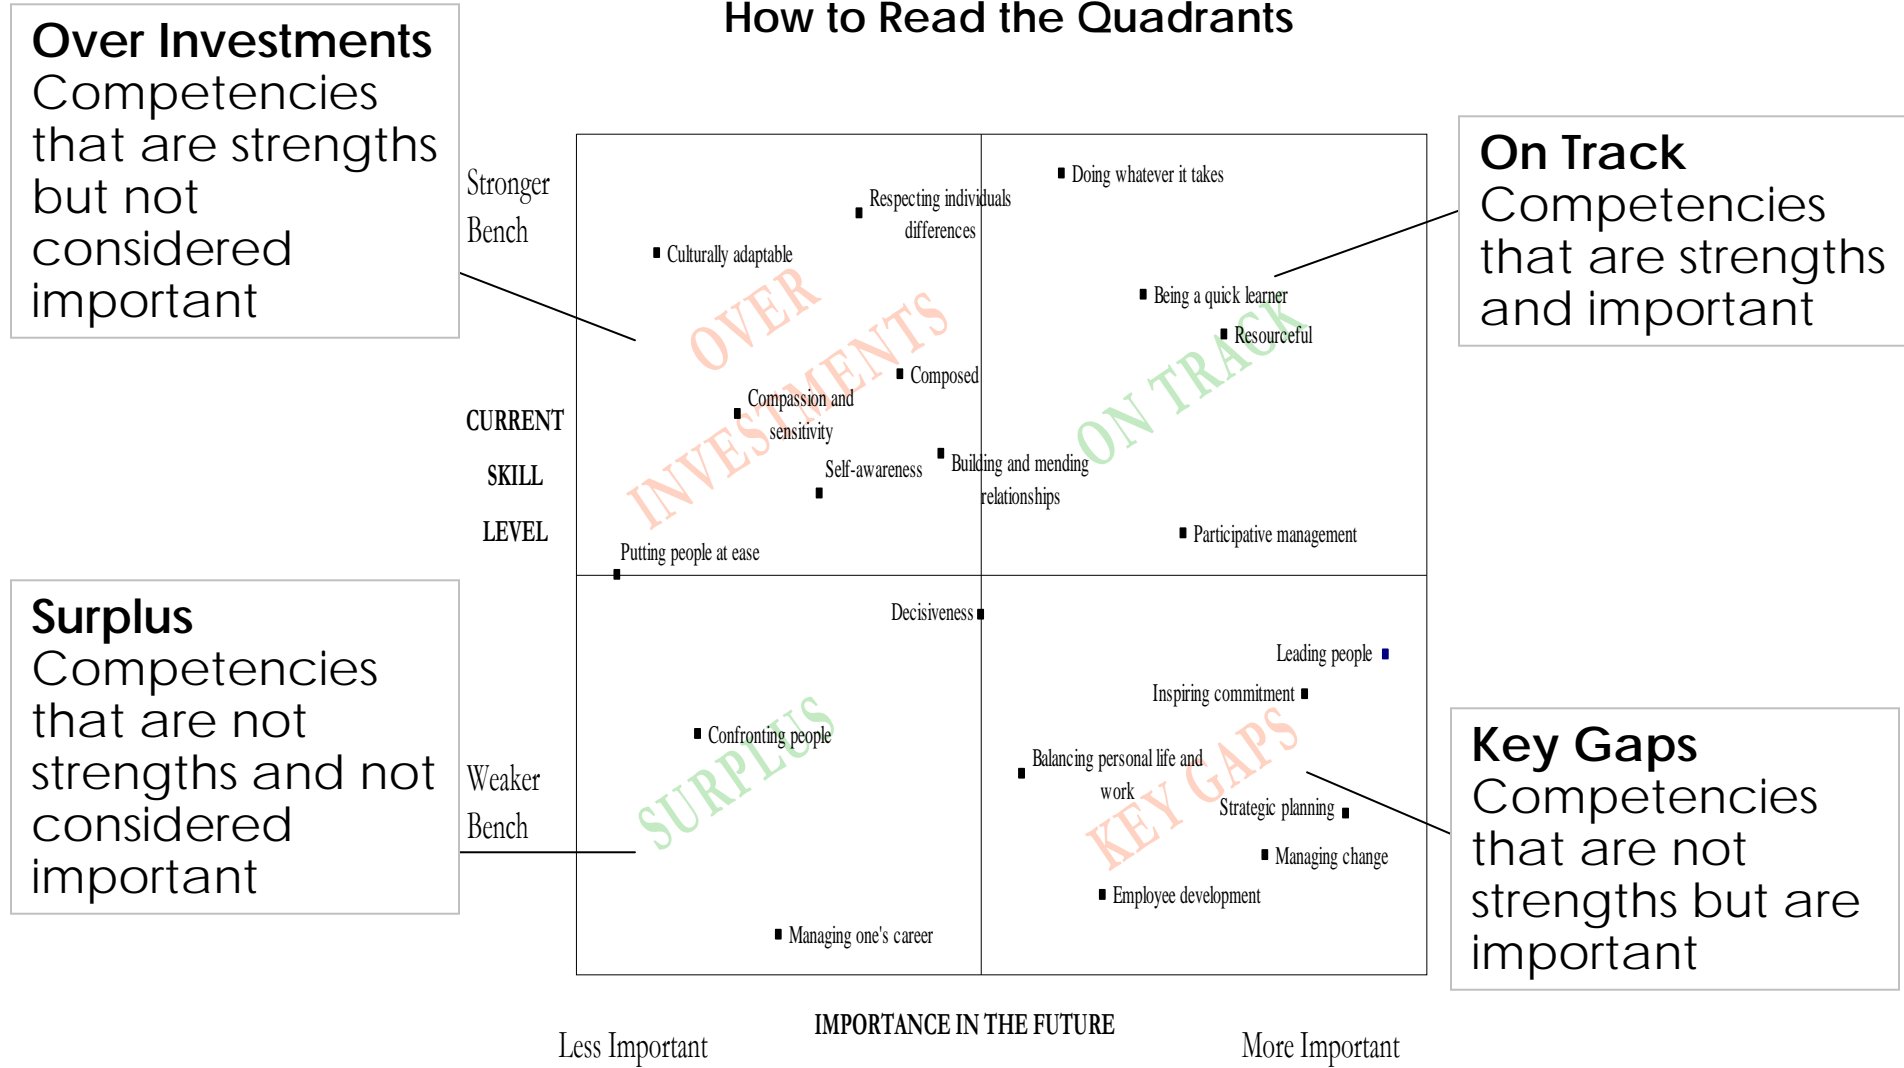 How to Read the Quadrants
Over Investments
Competencies
that are strengths
but not
considered
important
On Track
Competencies
that are strengths
and important
Surplus
Competencies
that are not
strengths and not
considered
important
Key Gaps
Competencies
that are not
strengths but are
important
Stronger
Bench
CURRENT
SKILL
LEVEL
Weaker
Bench
OVER
INVESTMENTS
Culturally adaptable
Respecting individuals
differences
Composed
Compassion and
sensitivity
Self-awareness
Building and mending
relationships
Putting people at ease
ON TRACK
Doing whatever it takes
Being a quick learner
Resourceful
Participative management
SURPLUS
Decisiveness
Confronting people
Managing one's career
KEY GAPS
Leading people
Inspiring commitment
Balancing personal life and
work
Strategic planning
Managing change
Employee development
IMPORTANCE IN THE FUTURE
Less Important
More Important